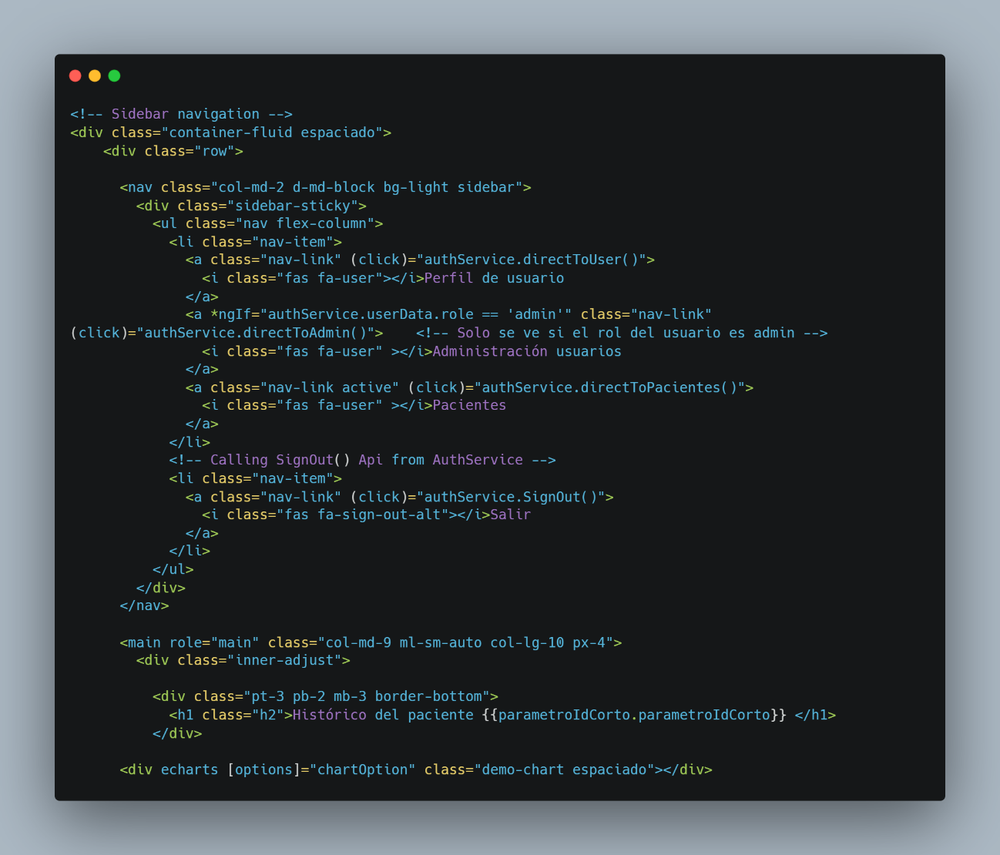 <!-- Sidebar navigation -->
<div class="container-fluid espaciado">
    <div class="row">

      <nav class="col-md-2 d-md-block bg-light sidebar">
        <div class="sidebar-sticky">
          <ul class="nav flex-column">
            <li class="nav-item">
              <a class="nav-link" (click)="authService.directToUser()">
                <i class="fas fa-user"></i>Perfil de usuario
              </a>
              <a *ngIf="authService.userData.role == 'admin'" class="nav-link"
(click)="authService.directToAdmin()">    <!-- Solo se ve si el rol del usuario es admin -->
                <i class="fas fa-user" ></i>Administración usuarios
              </a>
              <a class="nav-link active" (click)="authService.directToPacientes()">
                <i class="fas fa-user" ></i>Pacientes
              </a>
            </li>
            <!-- Calling SignOut() Api from AuthService -->
            <li class="nav-item">
              <a class="nav-link" (click)="authService.SignOut()">
                <i class="fas fa-sign-out-alt"></i>Salir
              </a>
            </li>
          </ul>
        </div>
      </nav>

      <main role="main" class="col-md-9 ml-sm-auto col-lg-10 px-4">
        <div class="inner-adjust">

          <div class="pt-3 pb-2 mb-3 border-bottom">
            <h1 class="h2">Histórico del paciente {{parametroIdCorto.parametroIdCorto}} </h1>
          </div>

      <div echarts [options]="chartOption" class="demo-chart espaciado"></div>